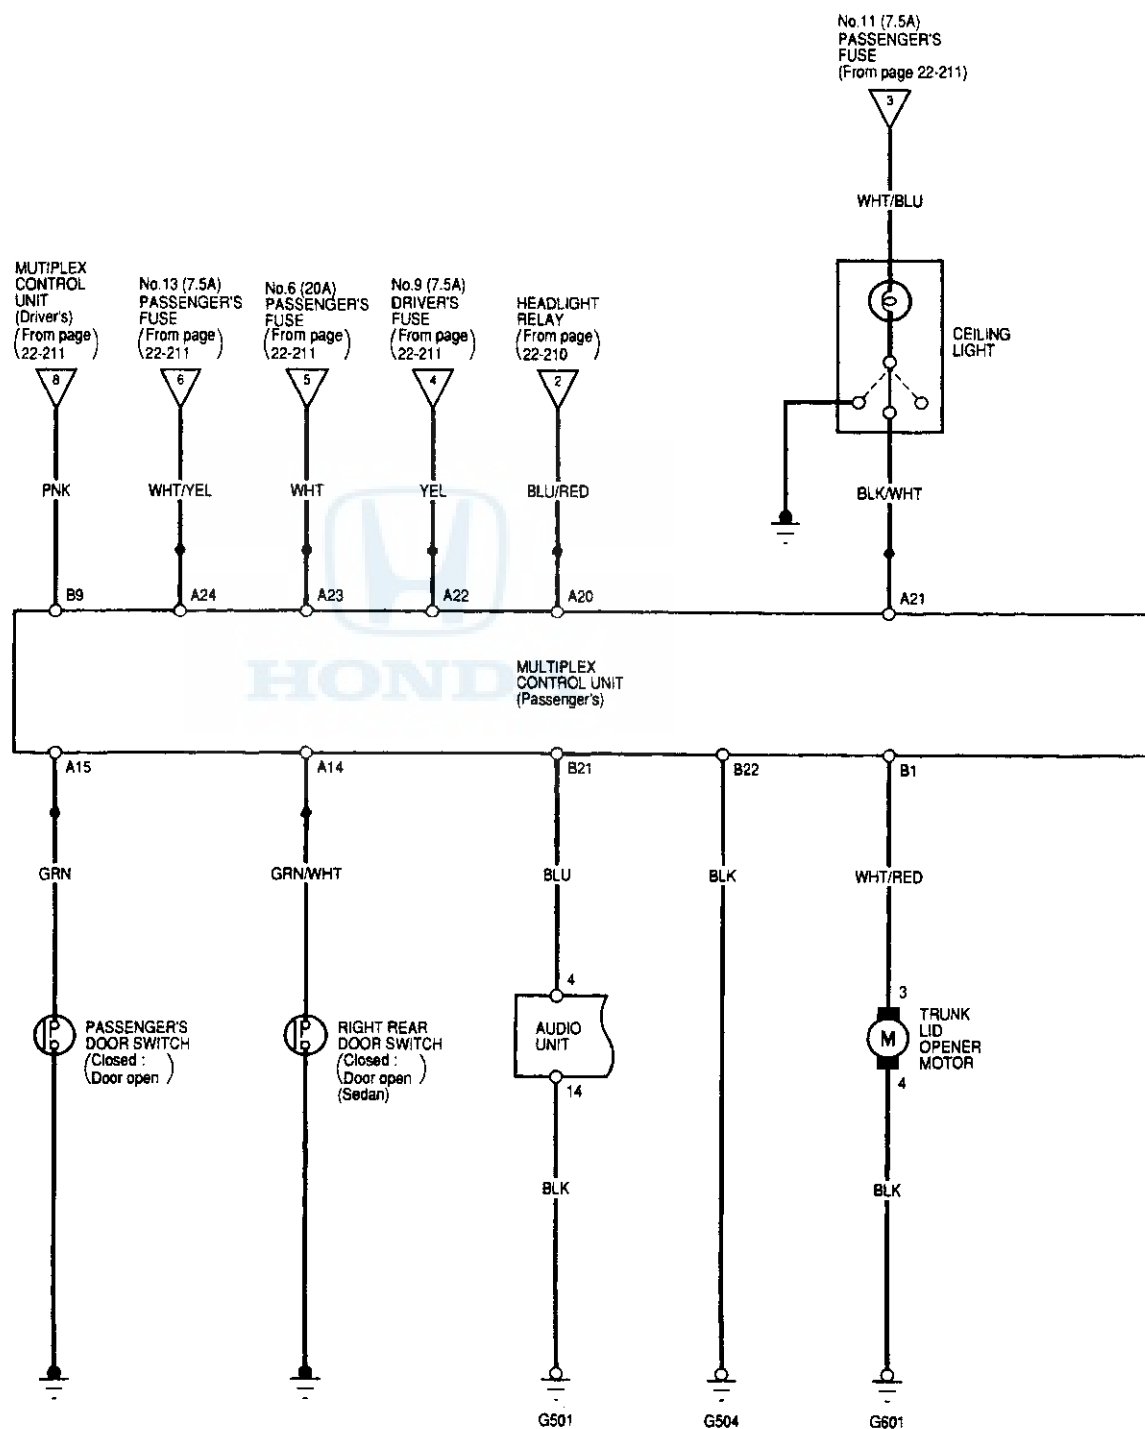 No.11 (7.5A)
PASSENGER'S
FUSE
(From page 22-211)
3
WHT/BLU
CEILING
LIGHT
BLK/WHT
A21
MUTIPLEX
CONTROL
UNIT
(Driver's)
(From page
22-211)
8
PNK
B9
No.13 (7.5A)
PASSENGER'S
FUSE
(From page
22-211)
6
WHT/YEL
A24
No.6 (20A)
PASSENGER'S
FUSE
(From page
22-211)
5
WHT
A23
No.9 (7.5A)
DRIVER'S
FUSE
(From page
22-211)
4
YEL
A22
HEADLIGHT
RELAY
(From page
22-210)
2
BLU/RED
A20
HONDA
MULTIPLEX
CONTROL UNIT
(Passenger's)
A15
GRN
PASSENGER'S
DOOR SWITCH
(Closed :
Door open)
A14
GRN/WHT
RIGHT REAR
DOOR SWITCH
(Closed :
Door open)
(Sedan)
B21
BLU
4
AUDIO
UNIT
14
BLK
G501
B22
BLK
G504
B1
WHT/RED
3
M
TRUNK
LID
OPENER
MOTOR
4
BLK
G601